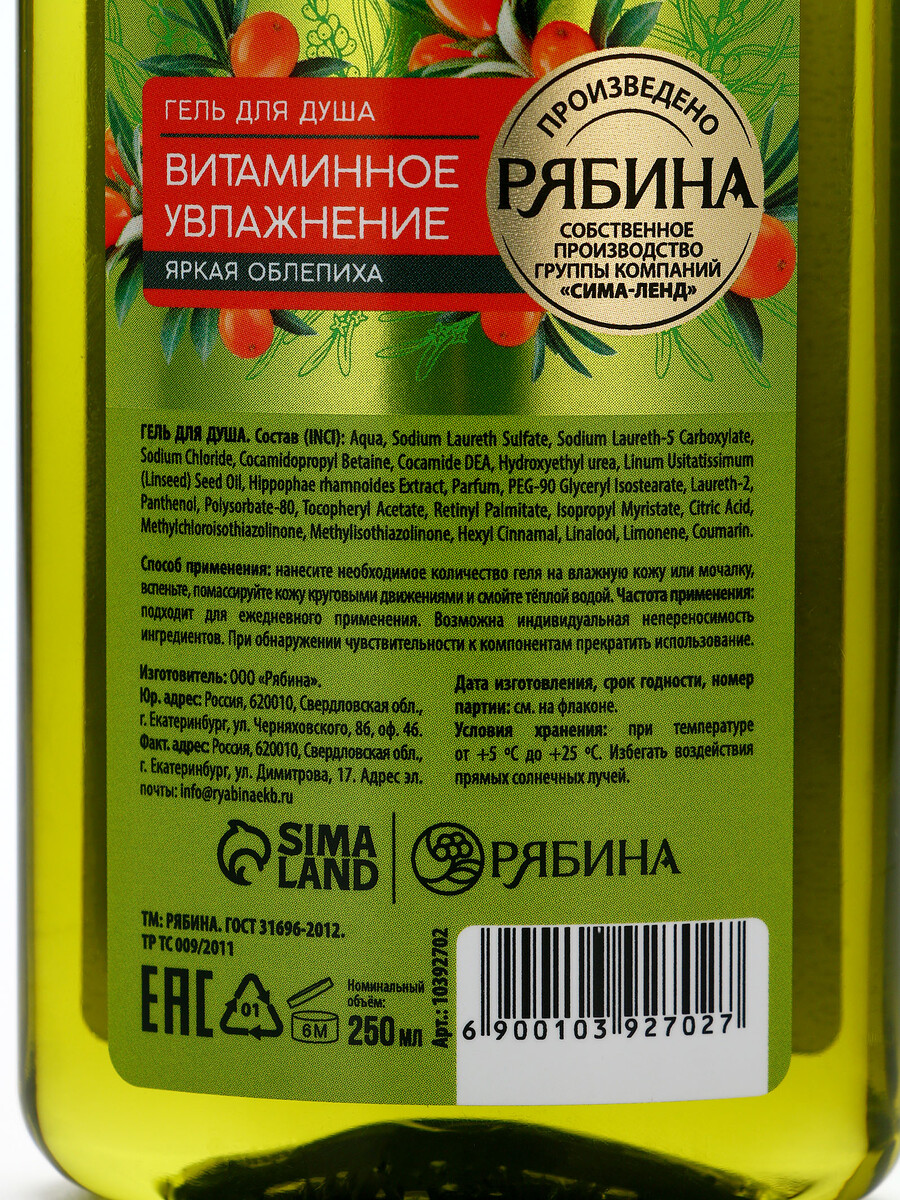 ГЕЛЬ ДЛЯ ДУША
ВИТАМИННОЕ
УВЛАЖНЕНИЕ
ЯРКАЯ ОБЛЕПИХА
ПРОИЗВЕДЕНО
РЯБИНА
СОБСТВЕННОЕ
ПРОИЗВОДСТВО
ГРУППЫ КОМПАНИЙ
«СИМА-ЛЕНД»
ГЕЛЬ ДЛЯ ДУША. Состав (INCI): Aqua, Sodium Laureth Sulfate, Sodium Laureth-5 Carboxylate,
Sodium Chloride, Cocamidopropyl Betaine, Cocamide DEA, Hydroxyethyl urea, Linum Usitatissimum
(Linseed) Seed Oil, Hippophae rhamnoides Extract, Parfum, PEG-90 Glyceryl Isostearate, Laureth-2,
Panthenol, Polysorbate-80, Tocopheryl Acetate, Retinyl Palmitate, Isopropyl Myristate, Citric Acid,
Methylchloroisothiazolinone, Methylisothiazolinone, Hexyl Cinnamal, Linalool, Limonene, Coumarin.
Способ применения: нанесите необходимое количество геля на влажную кожу или мочалку,
вспеньте, помассируйте кожу круговыми движениями и смойте тёплой водой. Частота применения:
подходит для ежедневного применения. Возможна индивидуальная непереносимость
ингредиентов. При обнаружении чувствительности к компонентам прекратить использование.
Изготовитель: ООО «Рябина».
Юр. адрес: Россия, 620010, Свердловская обл.,
г. Екатеринбург, ул. Черняховского, 86, оф. 46.
Факт. адрес: Россия, 620010, Свердловская обл.,
г. Екатеринбург, ул. Димитрова, 17. Адрес эл.
почты: info@ryabinaekb.ru
Дата изготовления, срок годности, номер
партии: см. на флаконе.
Условия хранения: при температуре
от +5 ºС до +25 ºС. Избегать воздействия
прямых солнечных лучей.
SIMA
LAND
РЯБИНА
ТМ: РЯБИНА. ГОСТ 31696-2012.
ТР ТС 009/2011
ЕАС
01
6М
Номинальный
объём:
250 мл
Арт.: 10392702
6 900103 927027